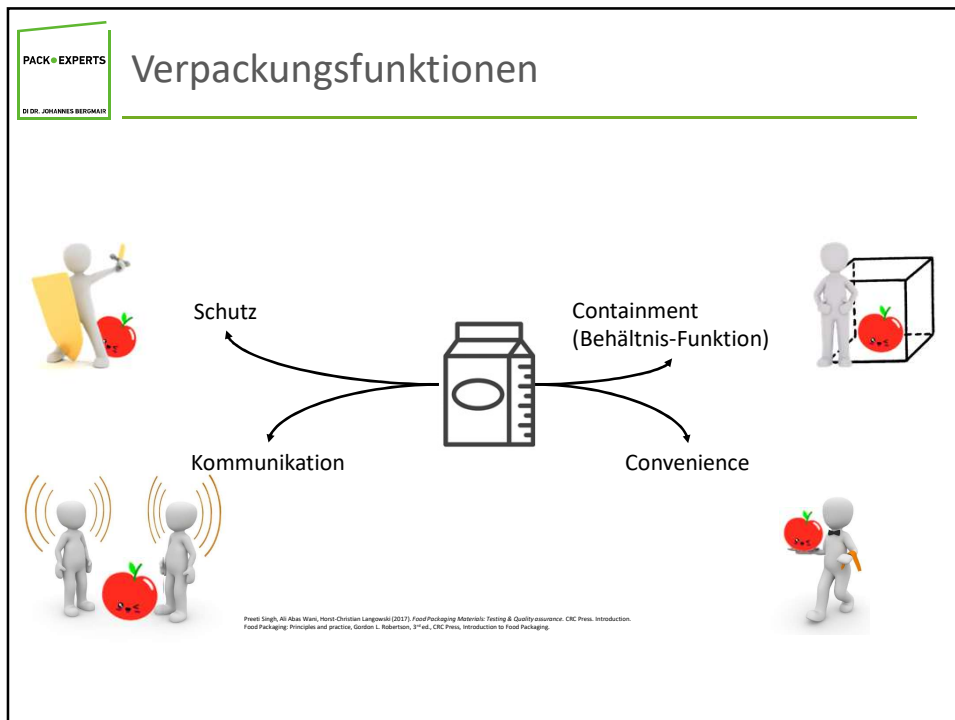 PACK●EXPERTS
DI DR. JOHANNES BERGMAIR
Verpackungsfunktionen
Schutz
Containment
(Behältnis-Funktion)
Kommunikation
Convenience
Preeti Singh, Ali Abas Wani, Horst-Christian Langowski (2017). Food Packaging Materials: Testing & Quality assurance. CRC Press. Introduction.
Food Packaging: Principles and practice, Gordon L. Robertson, 3rd ed., CRC Press, Introduction to Food Packaging.